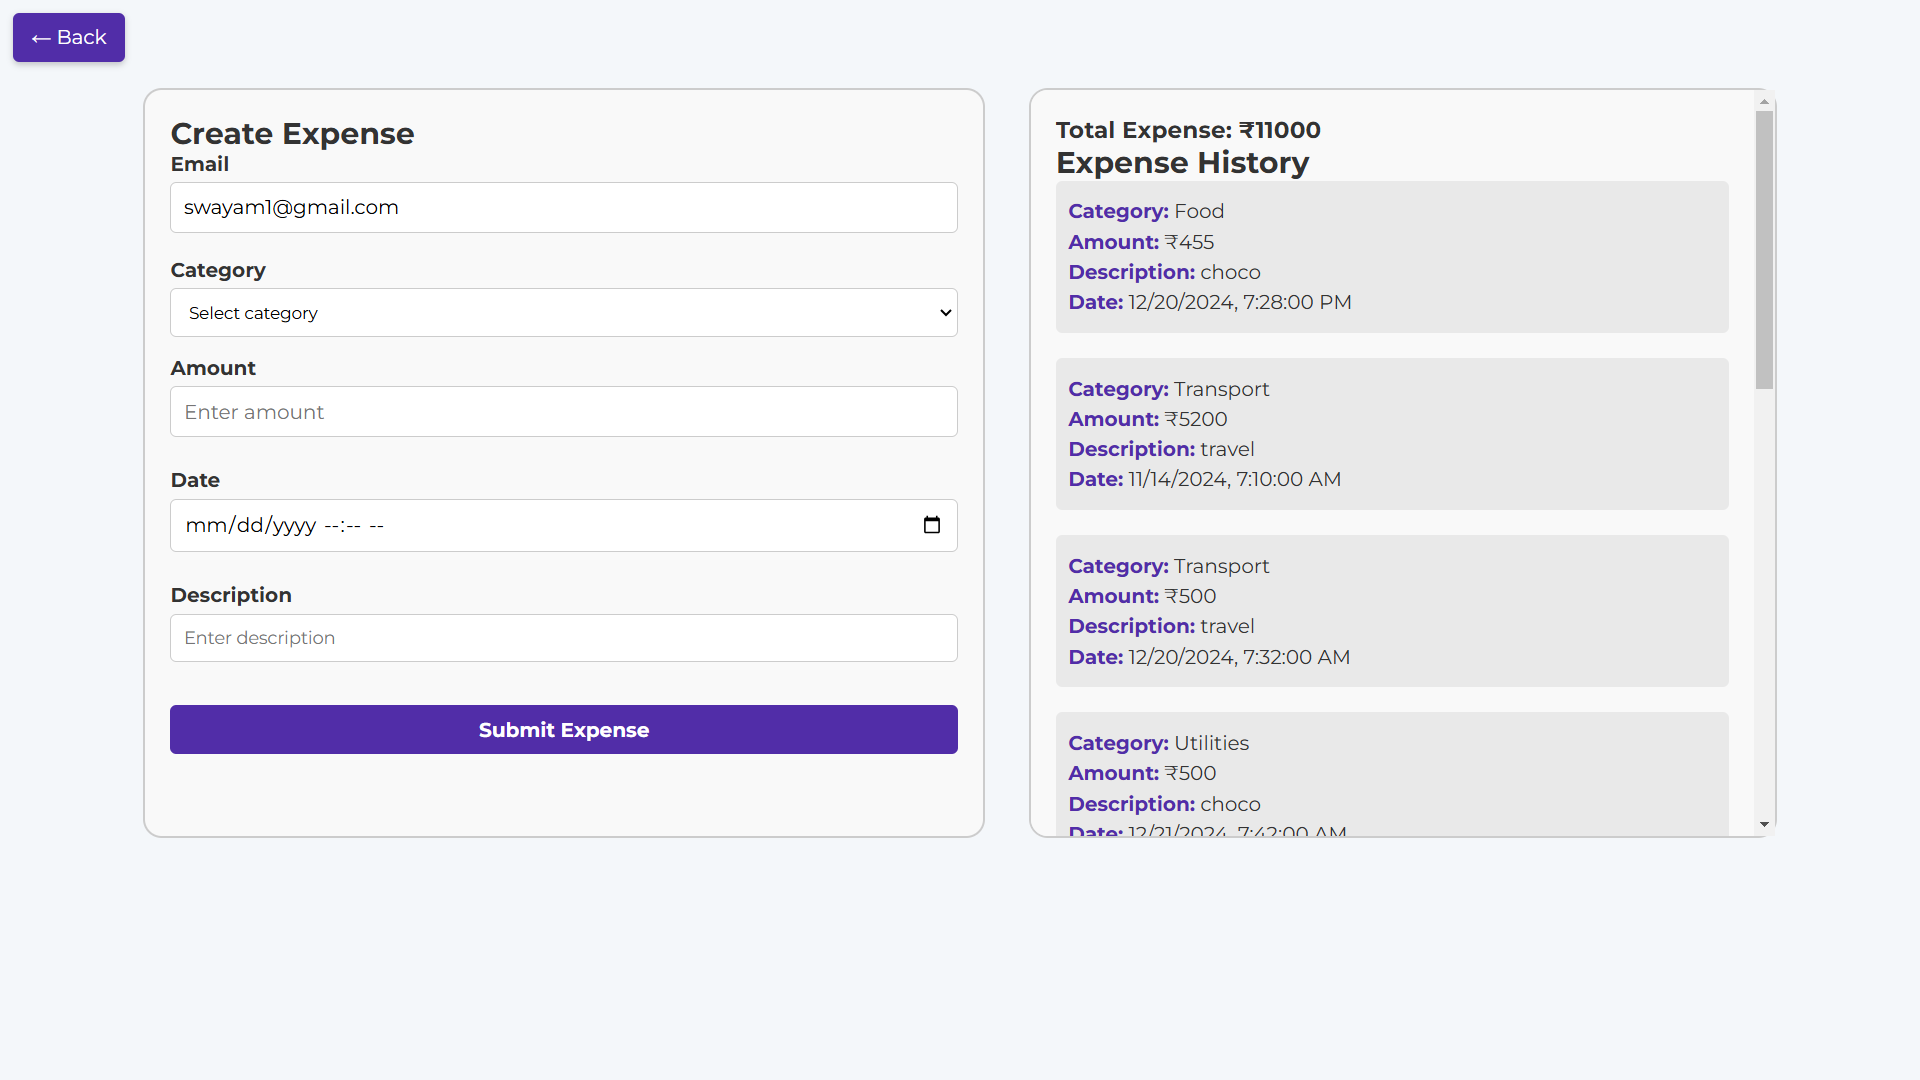 ← Back
Create Expense
Email
swayam1@gmail.com
Category
Select category
Amount
Enter amount
Date
mm/dd/yyyy --:-- --
Description
Enter description
Submit Expense
Total Expense: ₹11000
Expense History
Category: Food
Amount: ₹455
Description: choco
Date: 12/20/2024, 7:28:00 PM
Category: Transport
Amount: ₹5200
Description: travel
Date: 11/14/2024, 7:10:00 AM
Category: Transport
Amount: ₹500
Description: travel
Date: 12/20/2024, 7:32:00 AM
Category: Utilities
Amount: ₹500
Description: choco
Date: 12/21/2024, 7:42:00 AM